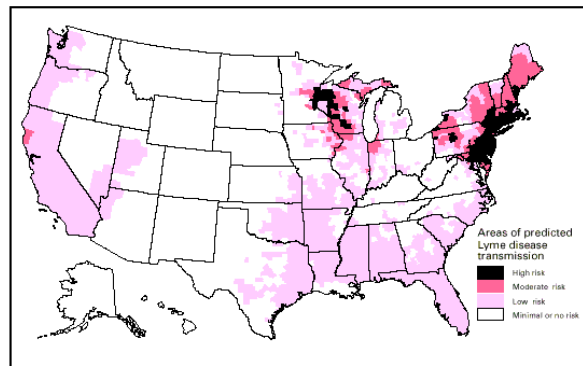 Areas of predicted
Lyme disease
transmission
High risk
Moderate risk
Low risk
Minimal or no risk